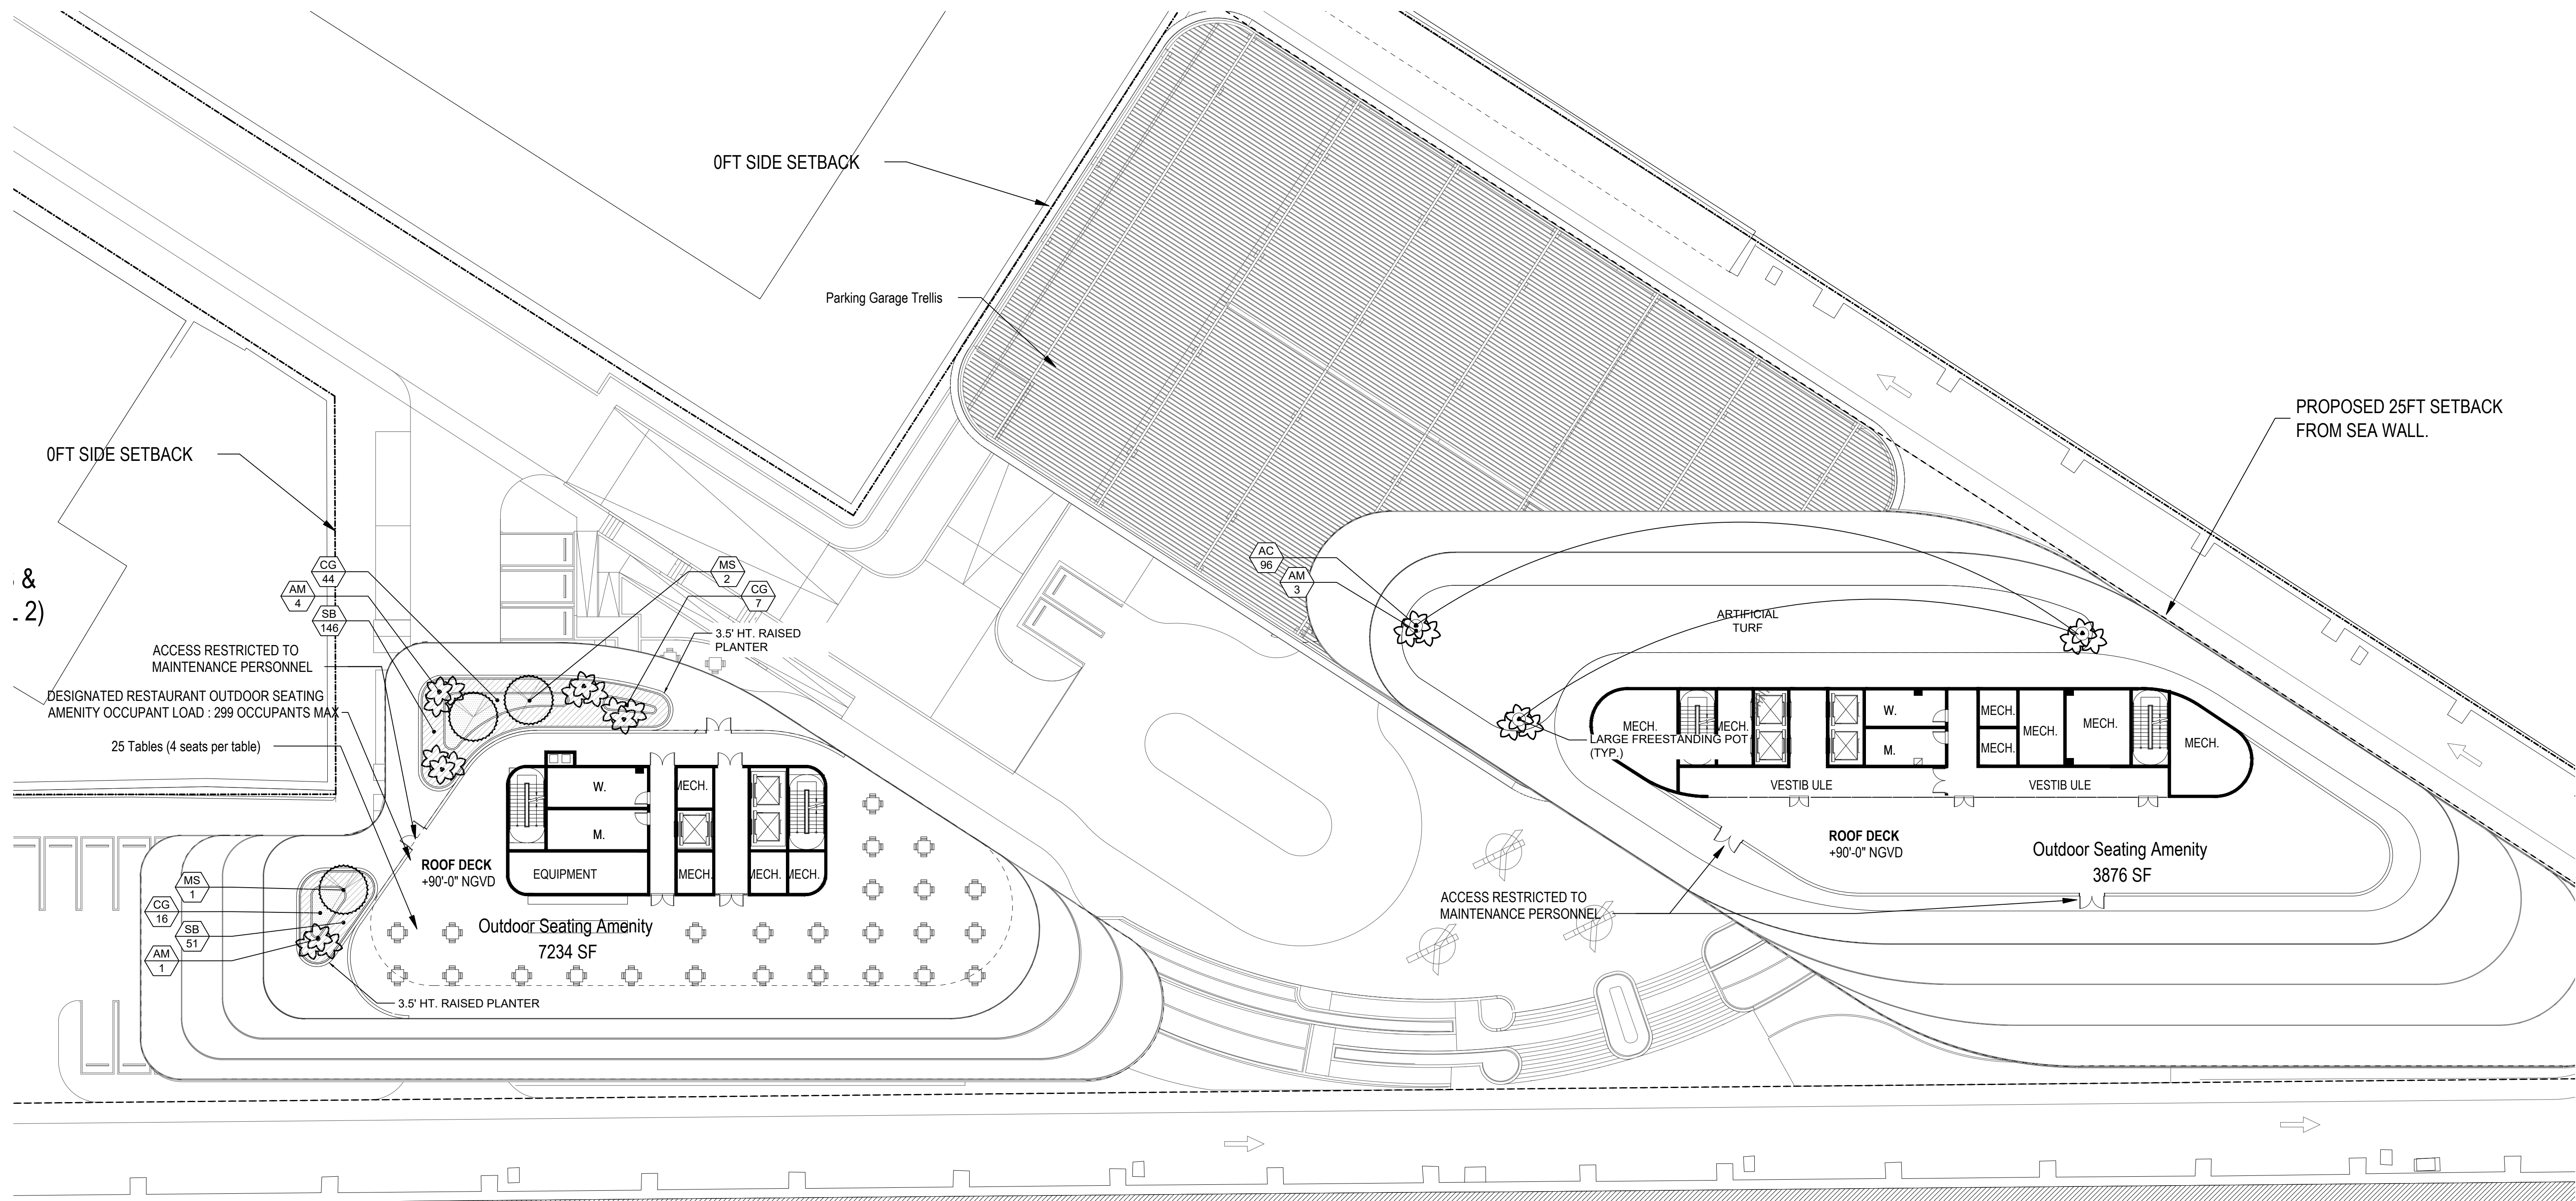 0FT SIDE SETBACK
Parking Garage Trellis
PROPOSED 25FT SETBACK
FROM SEA WALL.
0FT SIDE SETBACK
&
2)
CG
44
AM
4
SB
146
MS
2
CG
7
3.5' HT. RAISED
PLANTER
ACCESS RESTRICTED TO
MAINTENANCE PERSONNEL
DESIGNATED RESTAURANT OUTDOOR SEATING
AMENITY OCCUPANT LOAD : 299 OCCUPANTS MAX
25 Tables (4 seats per table)
W.
M.
EQUIPMENT
MECH.
MECH.
MECH.
MECH.
ROOF DECK
+90'-0" NGVD
Outdoor Seating Amenity
7234 SF
MS
1
CG
16
SB
51
AM
1
3.5' HT. RAISED PLANTER
AC
96
AM
3
ARTIFICIAL
TURF
LARGE FREESTANDING POT
(TYP.)
MECH.
MECH.
W.
M.
MECH.
MECH.
MECH.
MECH.
MECH.
VESTIB ULE
VESTIB ULE
ROOF DECK
+90'-0" NGVD
Outdoor Seating Amenity
3876 SF
ACCESS RESTRICTED TO
MAINTENANCE PERSONNEL